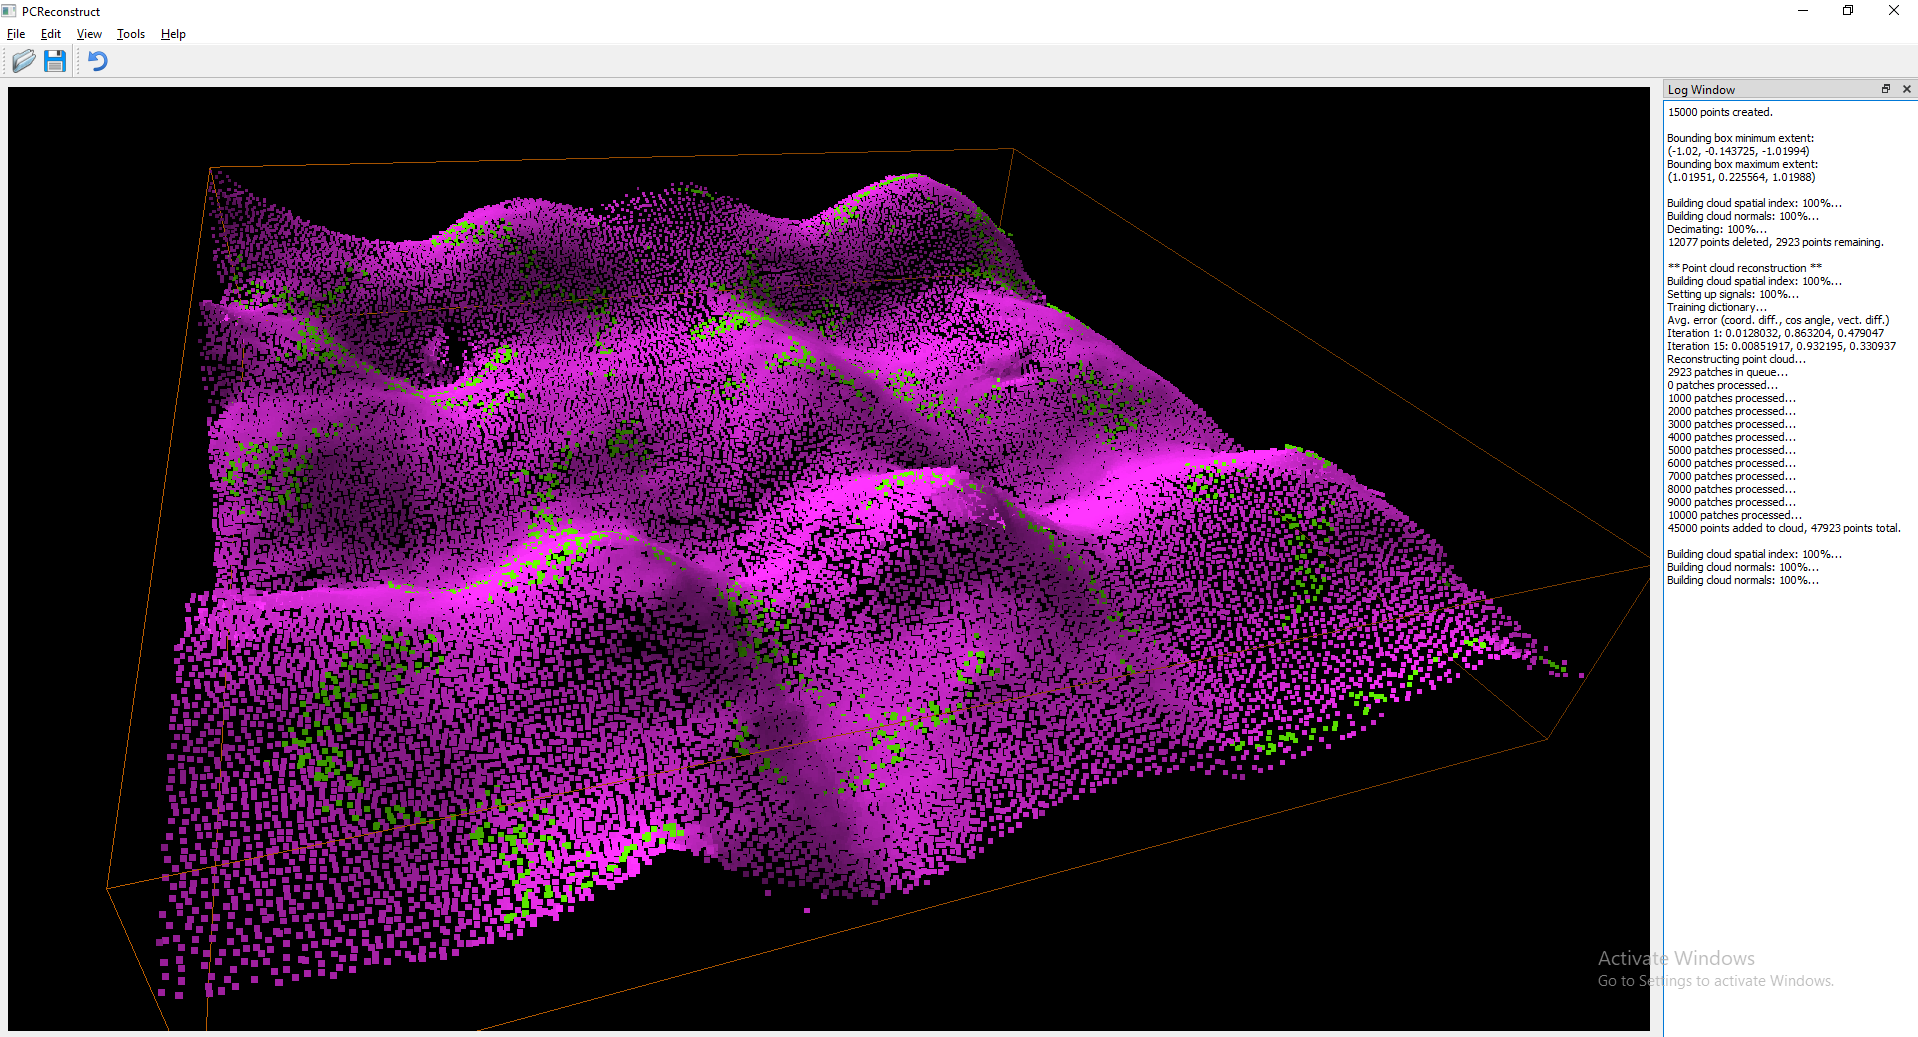 PCReconstruct
File Edit View Tools Help
Log Window
15000 points created.
Bounding box minimum extent:
(-1.02, -0.143725, -1.01994)
Bounding box maximum extent:
(1.01951, 0.225564, 1.01988)
Building cloud spatial index: 100%...
Building cloud normals: 100%...
Decimating: 100%...
12077 points deleted, 2923 points remaining.
** Point cloud reconstruction **
Building cloud spatial index: 100%...
Setting up signals: 100%...
Training dictionary...
Avg. error (coord. diff., cos angle, vect. diff.)
Iteration 1: 0.0128032, 0.863204, 0.479047
Iteration 15: 0.00851917, 0.932195, 0.330937
Reconstructing point cloud...
2923 patches in queue...
0 patches processed...
1000 patches processed...
2000 patches processed...
3000 patches processed...
4000 patches processed...
5000 patches processed...
6000 patches processed...
7000 patches processed...
8000 patches processed...
9000 patches processed...
10000 patches processed...
45000 points added to cloud, 47923 points total.
Building cloud spatial index: 100%...
Building cloud normals: 100%...
Building cloud normals: 100%...
Activate Windows
Go to Settings to activate Windows.